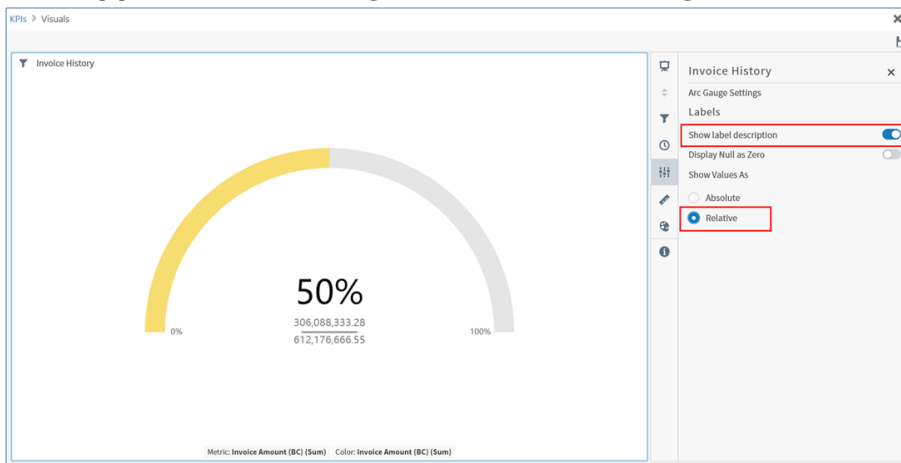 KPIs > Visuals
Invoice History
50%
306,088,333.28
612,176,666.55
0%
100%
Metric: Invoice Amount (BC) (Sum) Color: Invoice Amount (BC) (Sum)
Invoice History
Arc Gauge Settings
Labels
Show label description
Display Null as Zero
Show Values As
Absolute
Relative